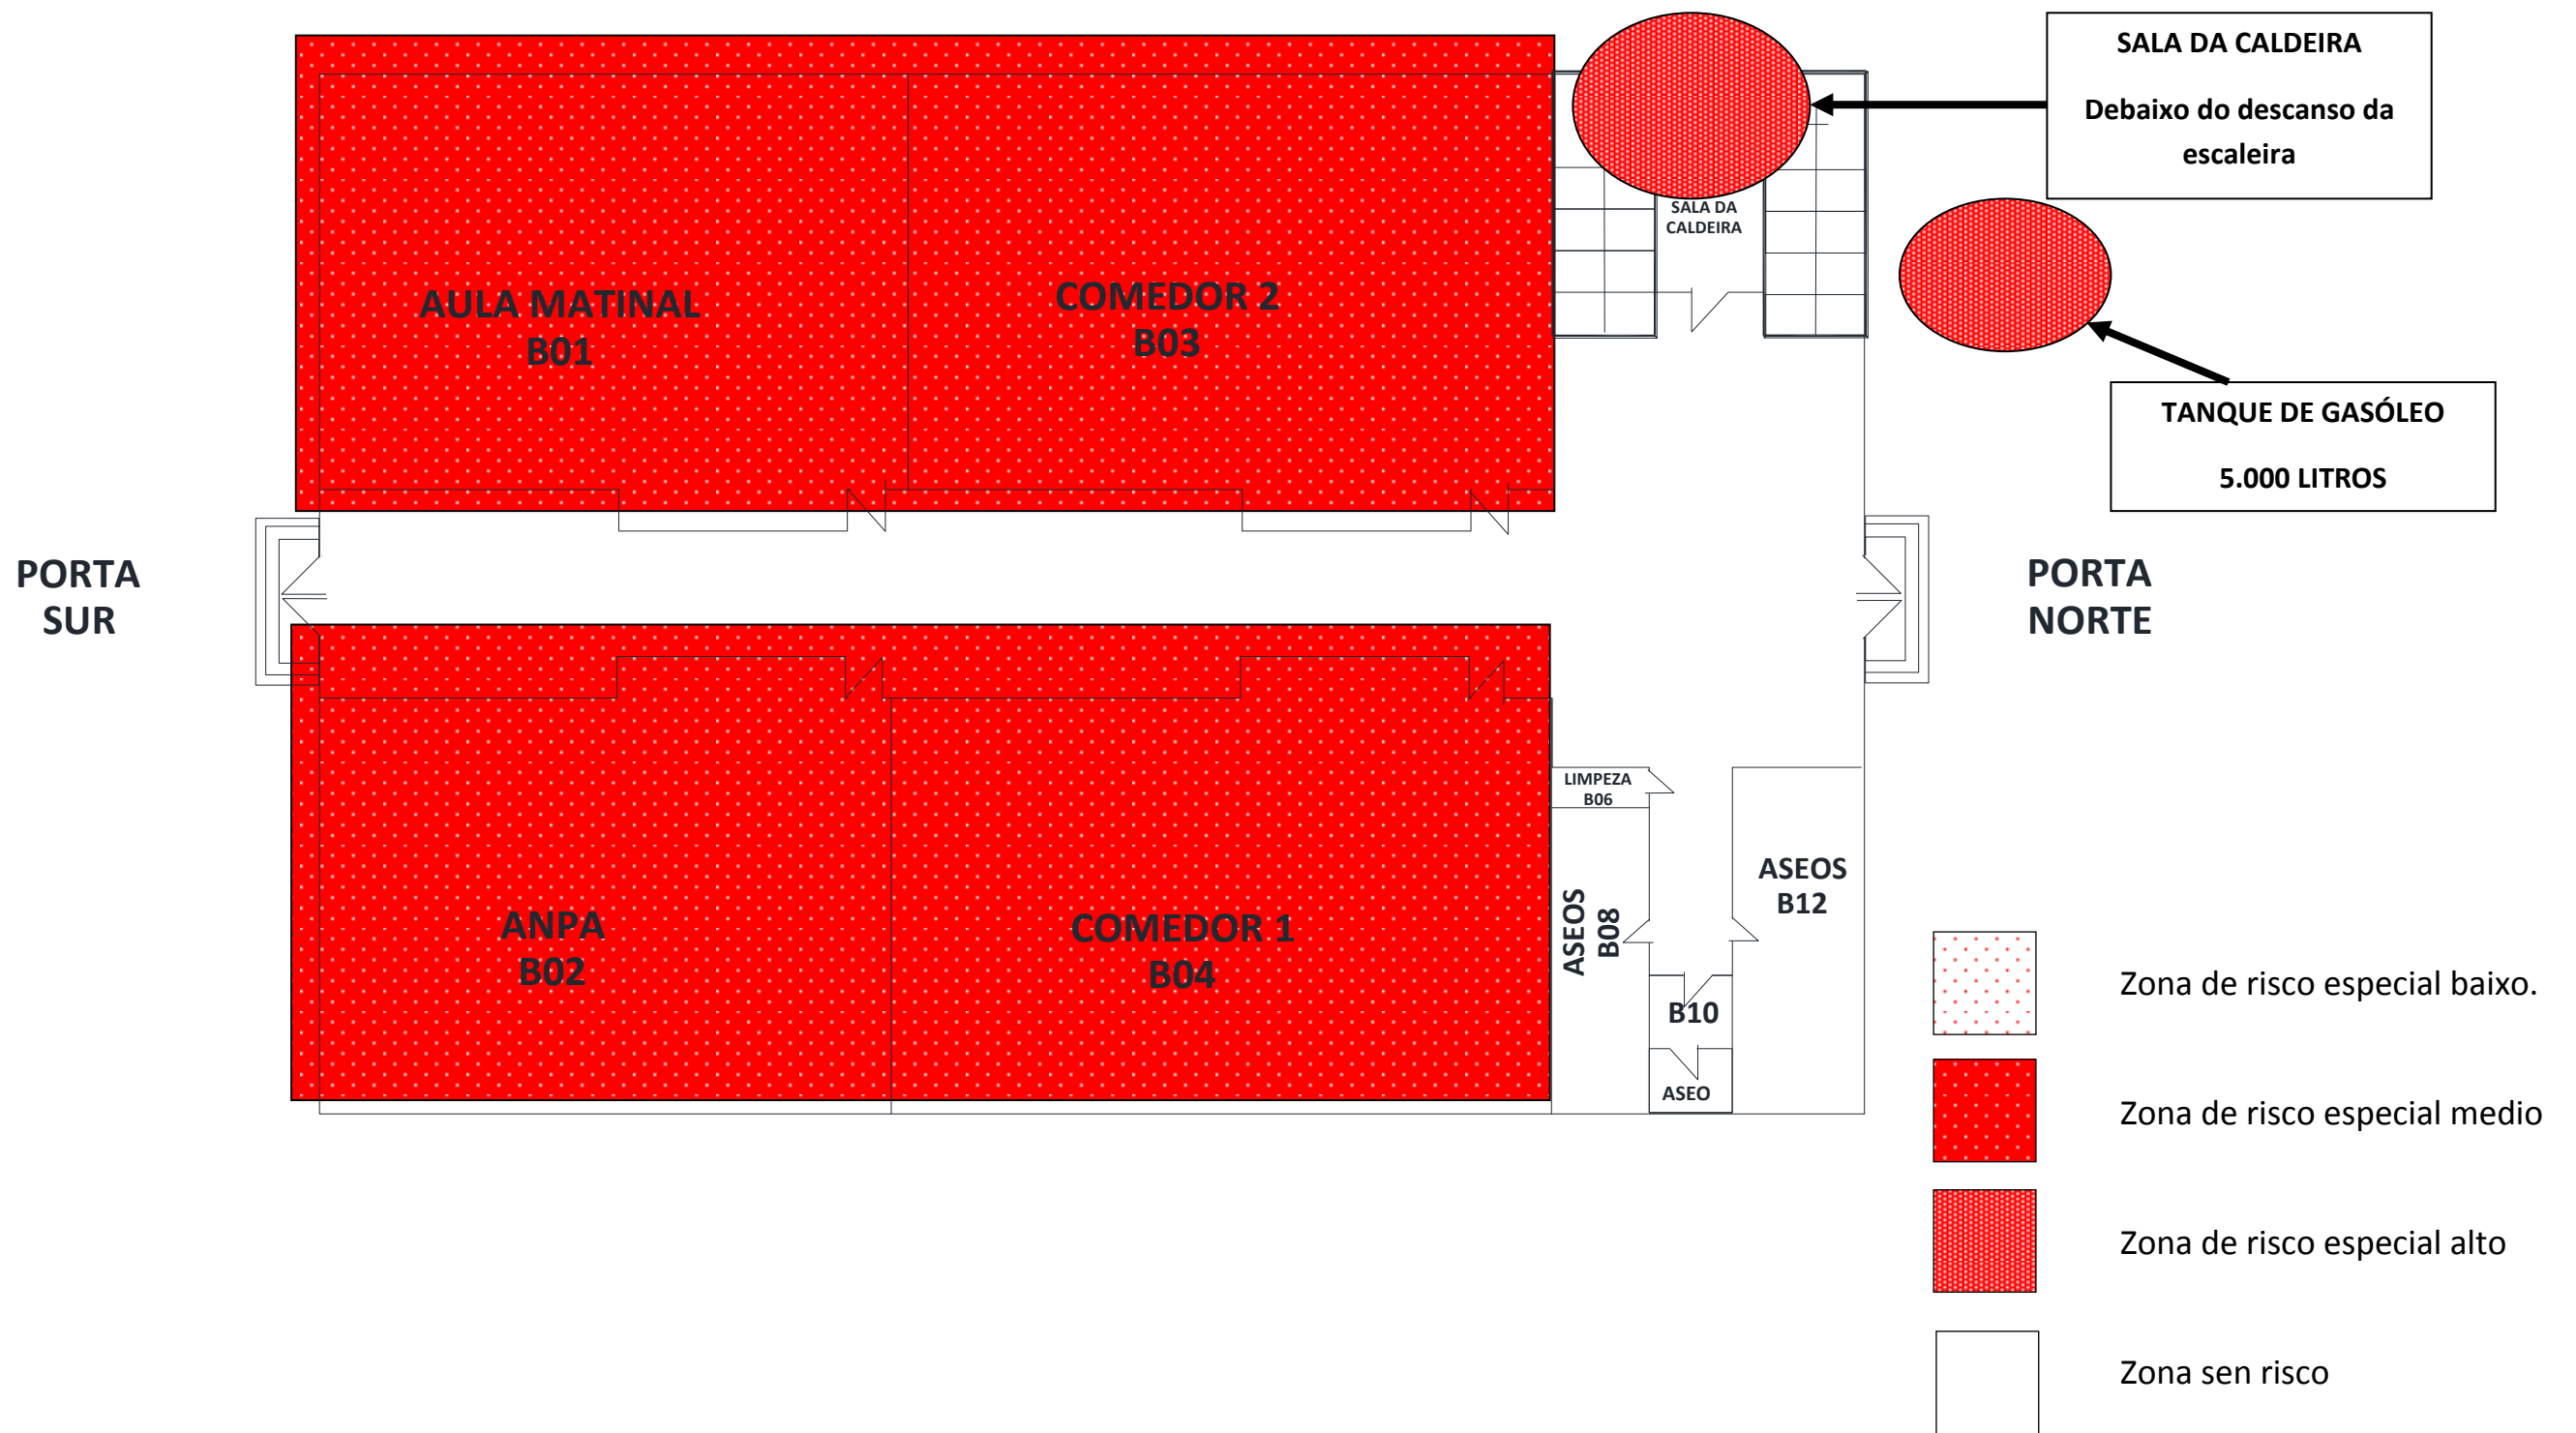 SALA DA CALDEIRA
Debaixo do descanso da
escaleira
SALA DA
CALDEIRA
AULA MATINAL
B01
COMEDOR 2
B03
TANQUE DE GASÓLEO
5.000 LITROS
PORTA
SUR
PORTA
NORTE
LIMPEZA
B06
ANPA
B02
COMEDOR 1
B04
ASEOS
B08
ASEOS
B12
B10
ASEO
Zona de risco especial baixo.
Zona de risco especial medio
Zona de risco especial alto
Zona sen risco